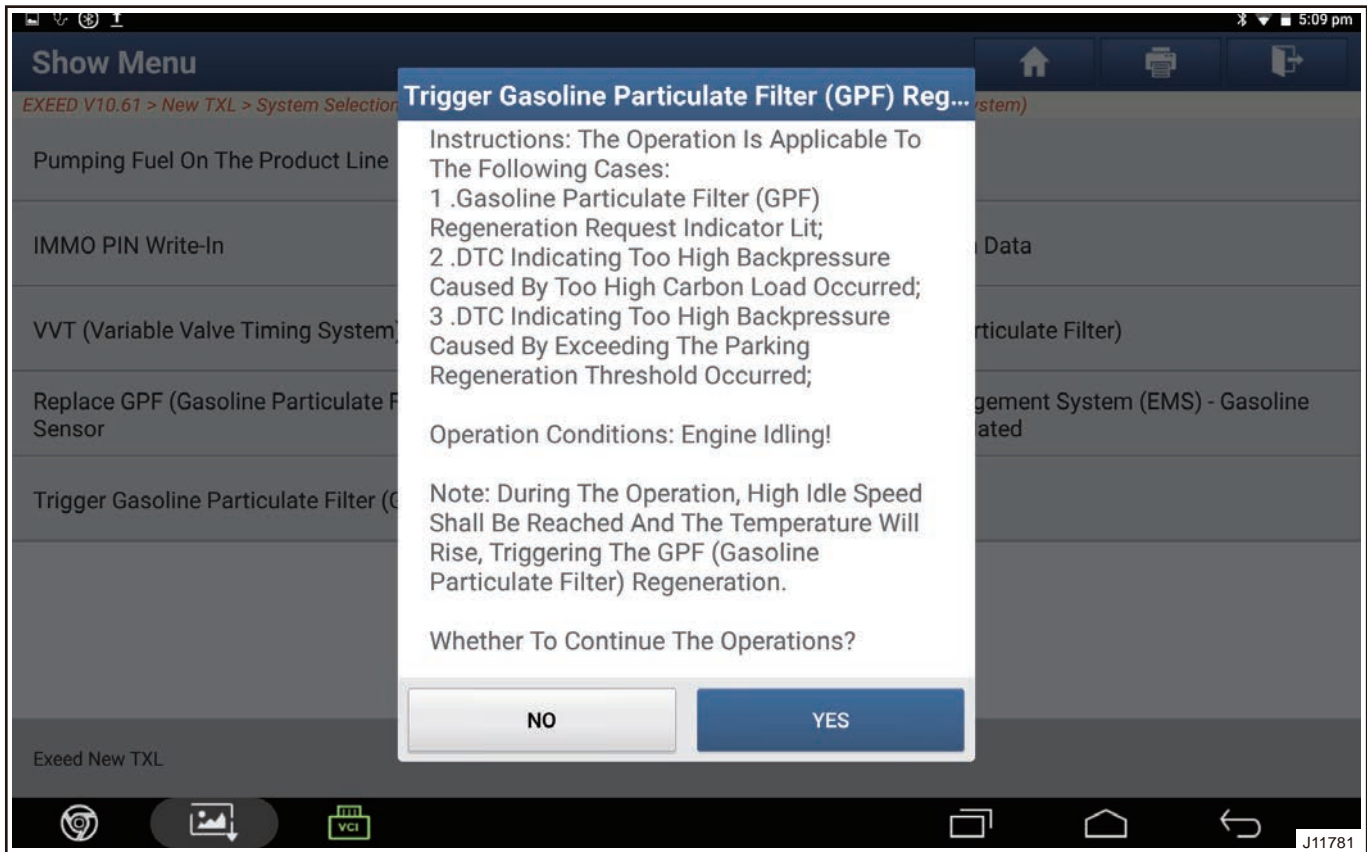 5:09 pm
Show Menu
EXEED V10.61 > New TXL > System Selection
stem)
Trigger Gasoline Particulate Filter (GPF) Reg...
Instructions: The Operation Is Applicable To
The Following Cases:
1 .Gasoline Particulate Filter (GPF)
Regeneration Request Indicator Lit;
2 .DTC Indicating Too High Backpressure
Caused By Too High Carbon Load Occurred;
3 .DTC Indicating Too High Backpressure
Caused By Exceeding The Parking
Regeneration Threshold Occurred;
Operation Conditions: Engine Idling!
Note: During The Operation, High Idle Speed
Shall Be Reached And The Temperature Will
Rise, Triggering The GPF (Gasoline
Particulate Filter) Regeneration.
Whether To Continue The Operations?
NO
YES
Pumping Fuel On The Product Line
IMMO PIN Write-In
Data
VVT (Variable Valve Timing System)
rticulate Filter)
Replace GPF (Gasoline Particulate F
Sensor
gement System (EMS) - Gasoline
ated
Trigger Gasoline Particulate Filter (
Exeed New TXL
VCI
J11781